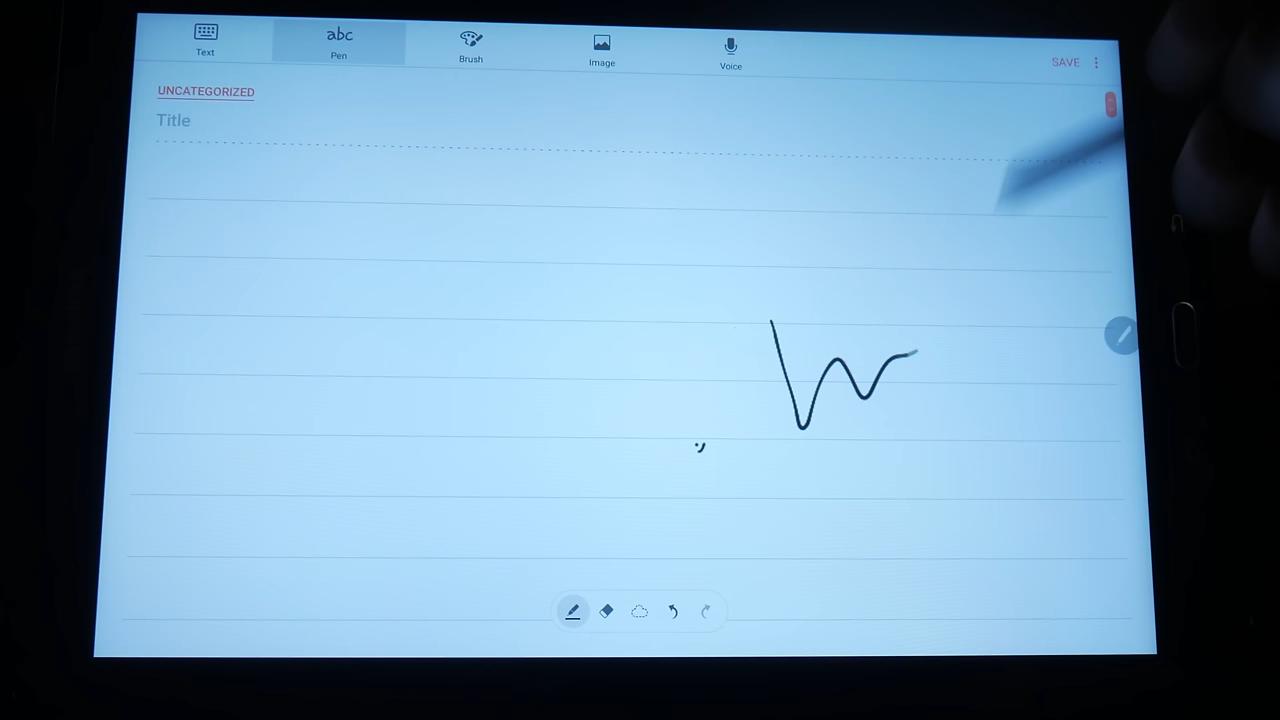 Text
abc
Pen
Brush
Image
Voice
SAVE
UNCATEGORIZED
Title